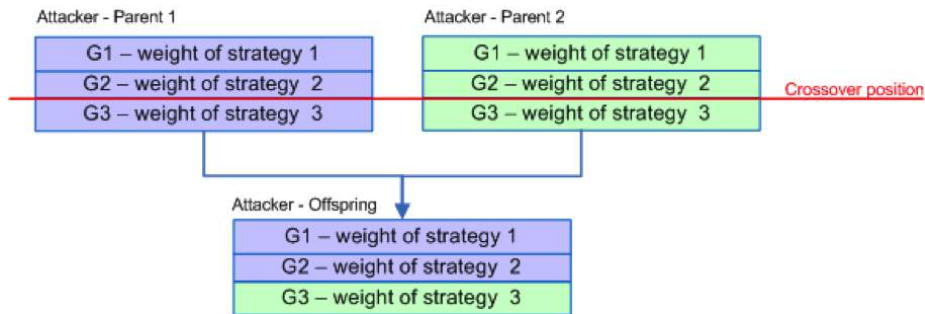 Attacker - Parent 1
G1 – weight of strategy 1
G2 – weight of strategy 2
G3 – weight of strategy 3
Attacker - Parent 2
G1 – weight of strategy 1
G2 – weight of strategy 2
G3 – weight of strategy 3
Crossover position
Attacker - Offspring
G1 – weight of strategy 1
G2 – weight of strategy 2
G3 – weight of strategy 3